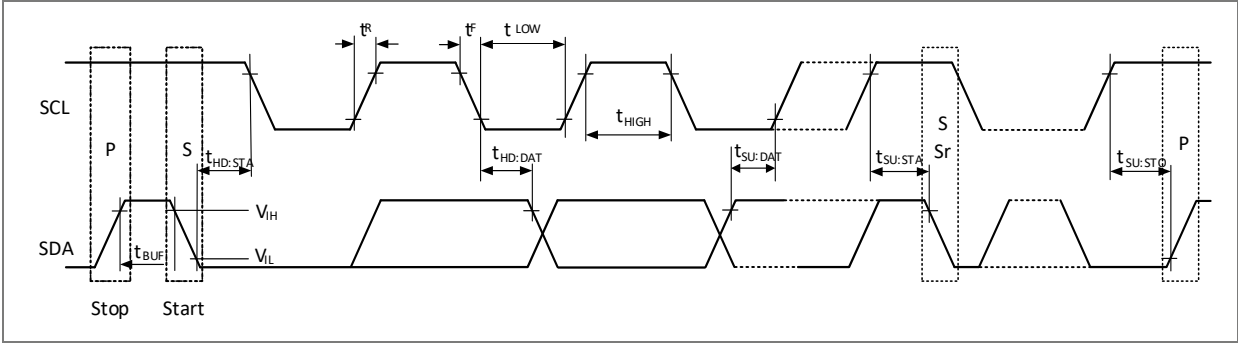 tR tF t LOW
SCL
tHIGH
P S tHD:STA tHD:DAT tSU:DAT tSU:STA S Sr tSU:STO P
VIH
SDA tBUF VIL
Stop Start